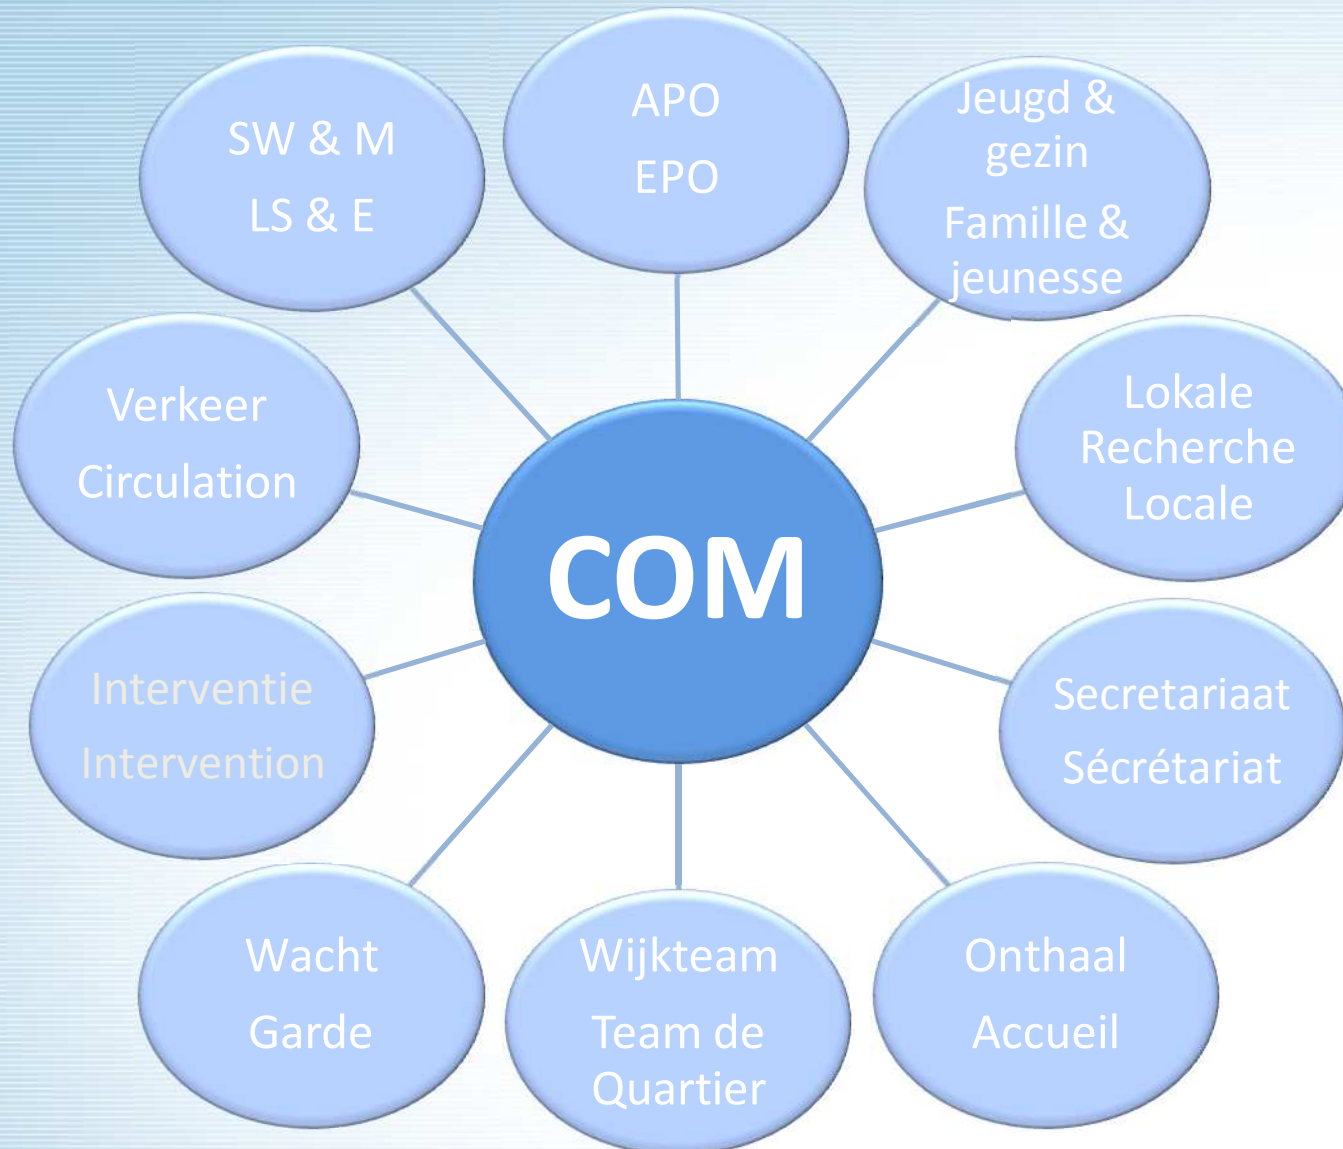 APO
EPO
Jeugd &
gezin
Famille &
jeunesse
Lokale
Recherche
Locale
Secretariaat
Sécrétariat
Onthaal
Accueil
Wijkteam
Team de
Quartier
Wacht
Garde
Interventie
Intervention
Verkeer
Circulation
SW & M
LS & E
COM